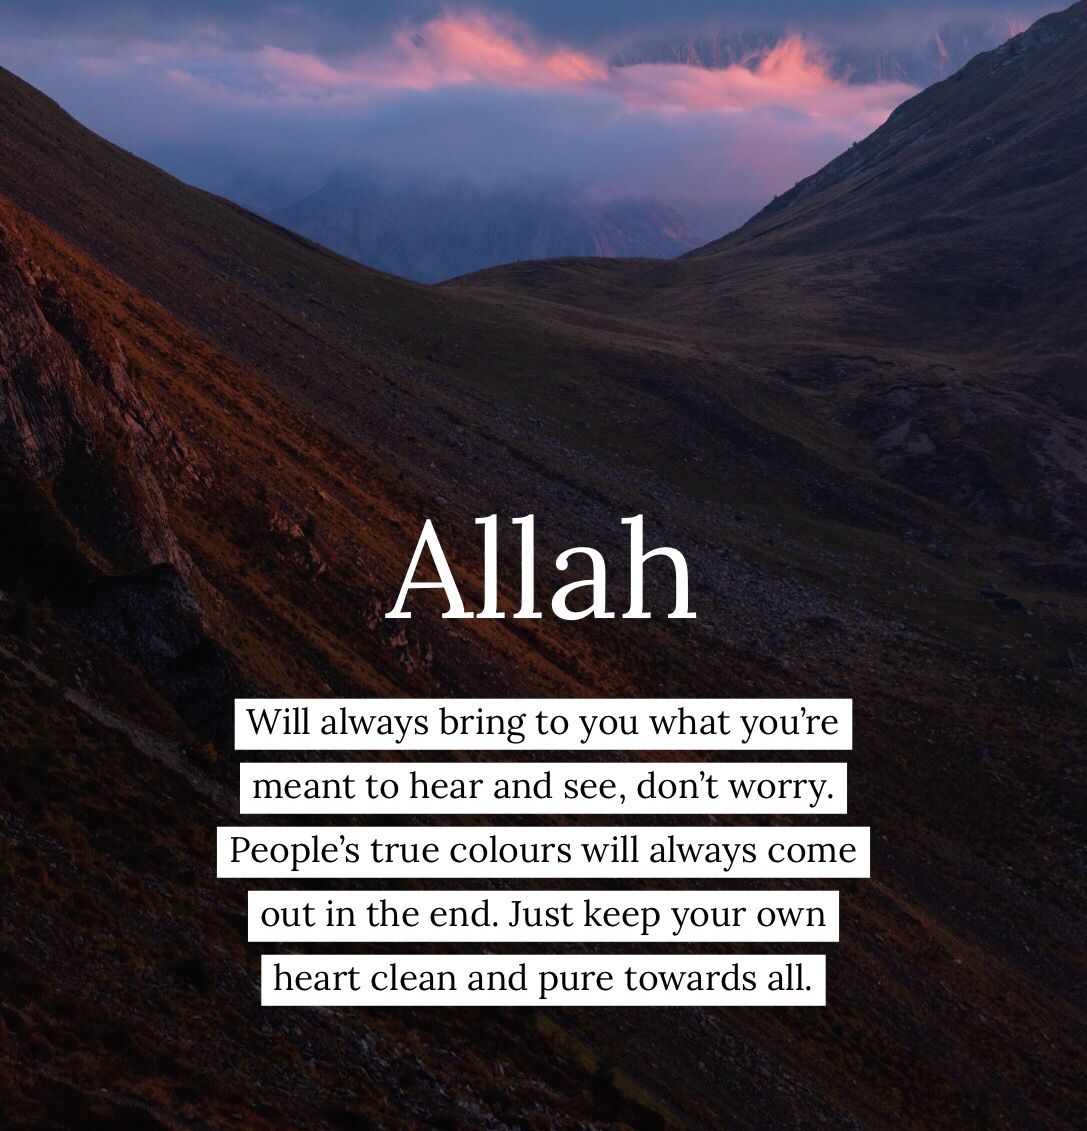 Allah
Will always bring to you what you’re
meant to hear and see, don’t worry.
People’s true colours will always come
out in the end. Just keep your own
heart clean and pure towards all.